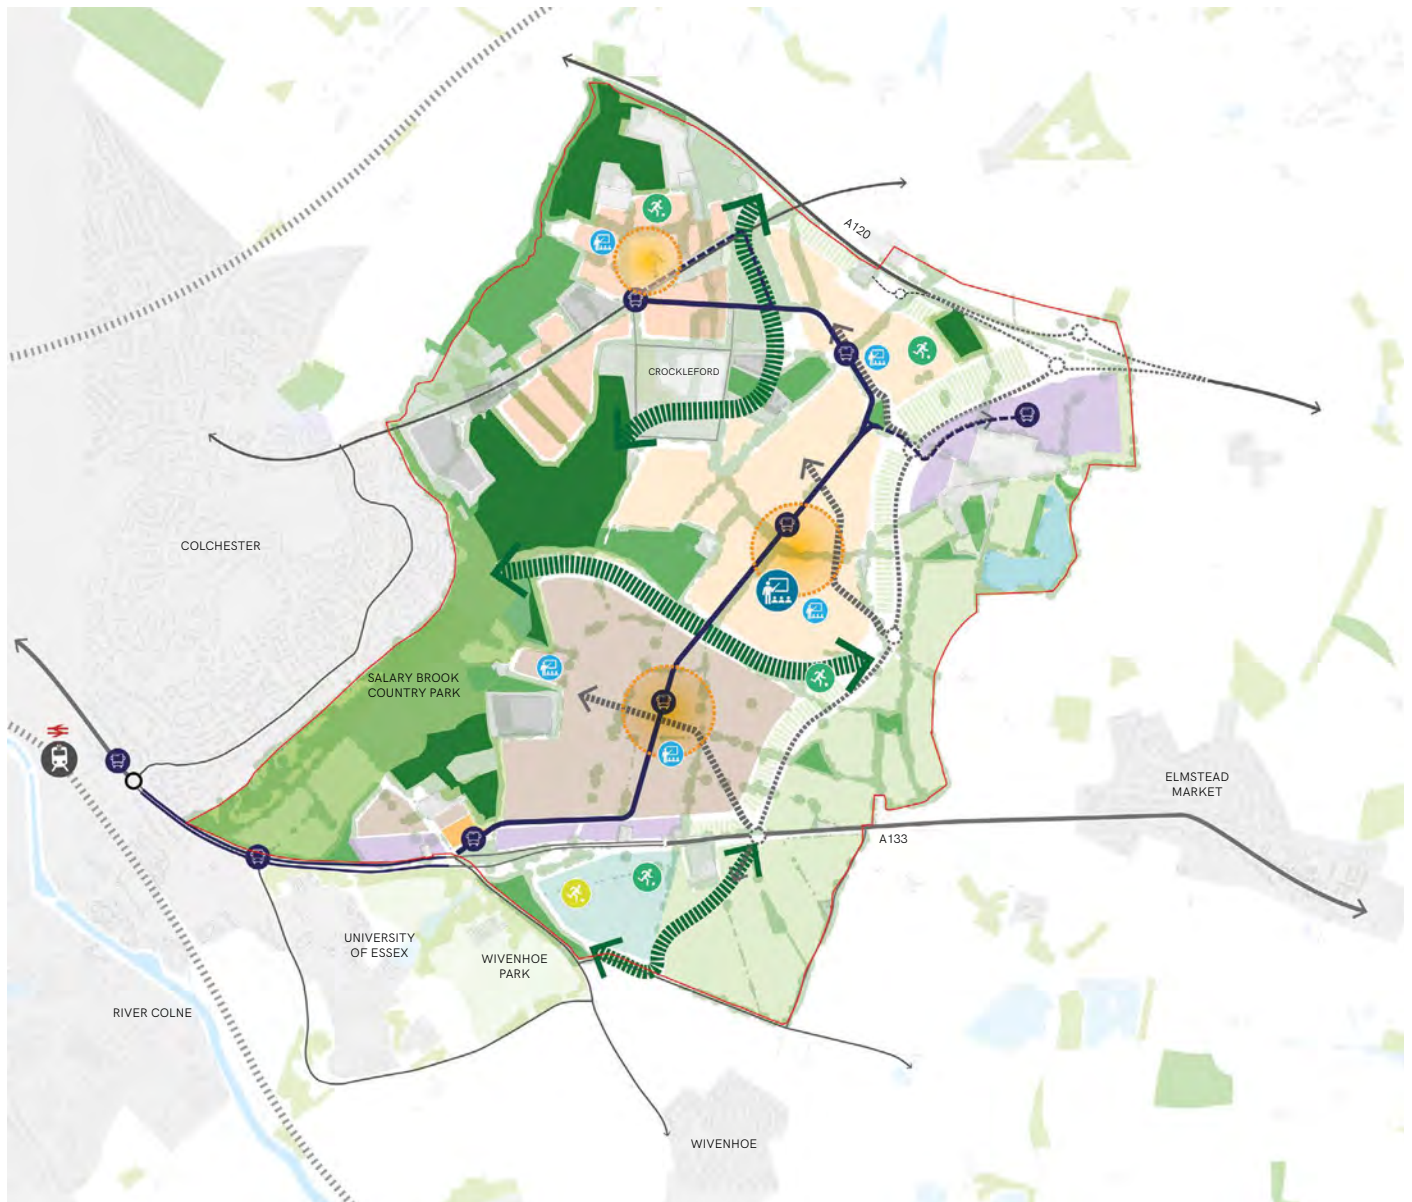 A120
CROCKLEFORD
COLCHESTER
SALARY BROOK
COUNTRY PARK
ELMSTEAD
MARKET
A133
UNIVERSITY
OF ESSEX
WIVENHOE
PARK
RIVER COLNE
WIVENHOE